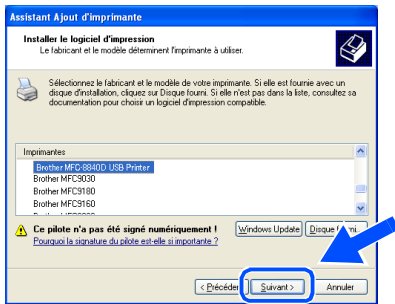 Assistant Ajout d'imprimante
Installer le logiciel d'impression
Le fabricant et le modèle déterminent l'imprimante à utiliser.
Sélectionnez le fabricant et le modèle de votre imprimante. Si elle est fournie avec un
disque d'installation, cliquez sur Disque fourni. Si elle n'est pas dans la liste, consultez sa
documentation pour choisir un logiciel d'impression compatible.
Imprimantes
Brother MFC-8840D USB Printer
Brother MFC9030
Brother MFC9180
Brother MFC9160
Ce pilote n'a pas été signé numériquement !
Windows Update
Disque
Pourquoi la signature du pilote est-elle si importante ?
< Précéden
Suivant >
Annuler